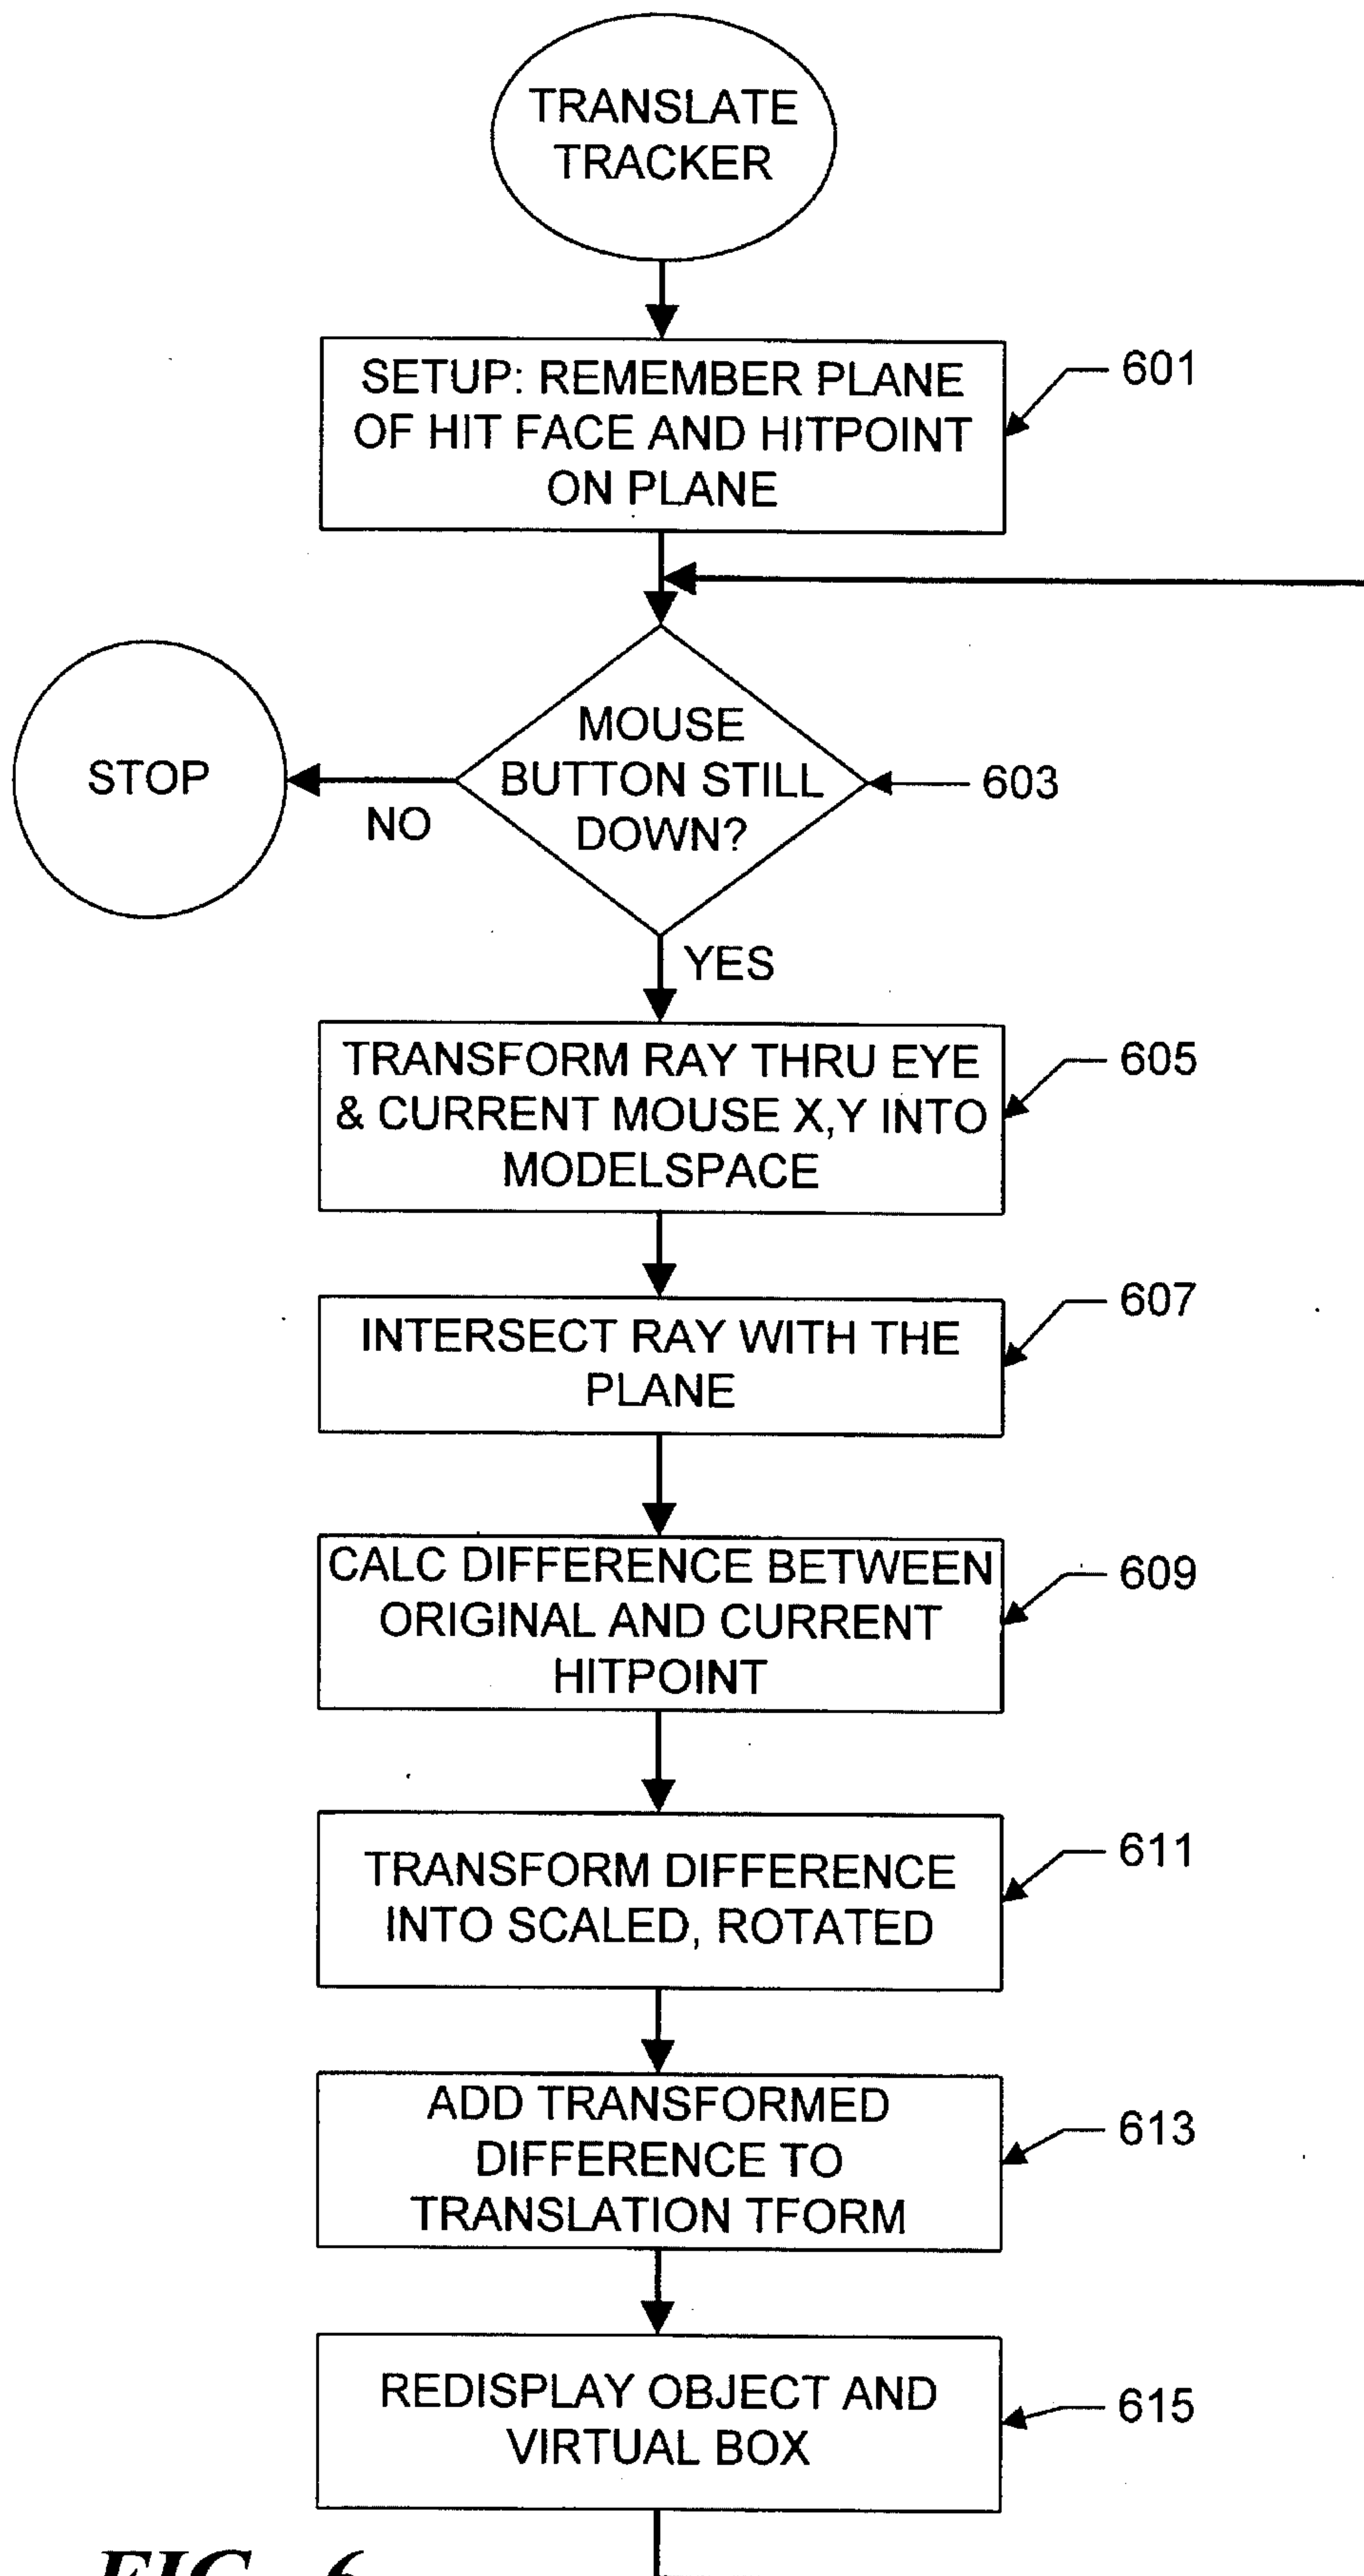 TRANSLATE
TRACKER
SETUP: REMEMBER PLANE
OF HIT FACE AND HITPOINT
ON PLANE
601
MOUSE
BUTTON STILL
DOWN?
603
STOP
NO
YES
TRANSFORM RAY THRU EYE
& CURRENT MOUSE X,Y INTO
MODELSPACE
605
INTERSECT RAY WITH THE
PLANE
607
CALC DIFFERENCE BETWEEN
ORIGINAL AND CURRENT
HITPOINT
609
TRANSFORM DIFFERENCE
INTO SCALED, ROTATED
611
ADD TRANSFORMED
DIFFERENCE TO
TRANSLATION TFORM
613
REDISPLAY OBJECT AND
VIRTUAL BOX
615
FIG. 6